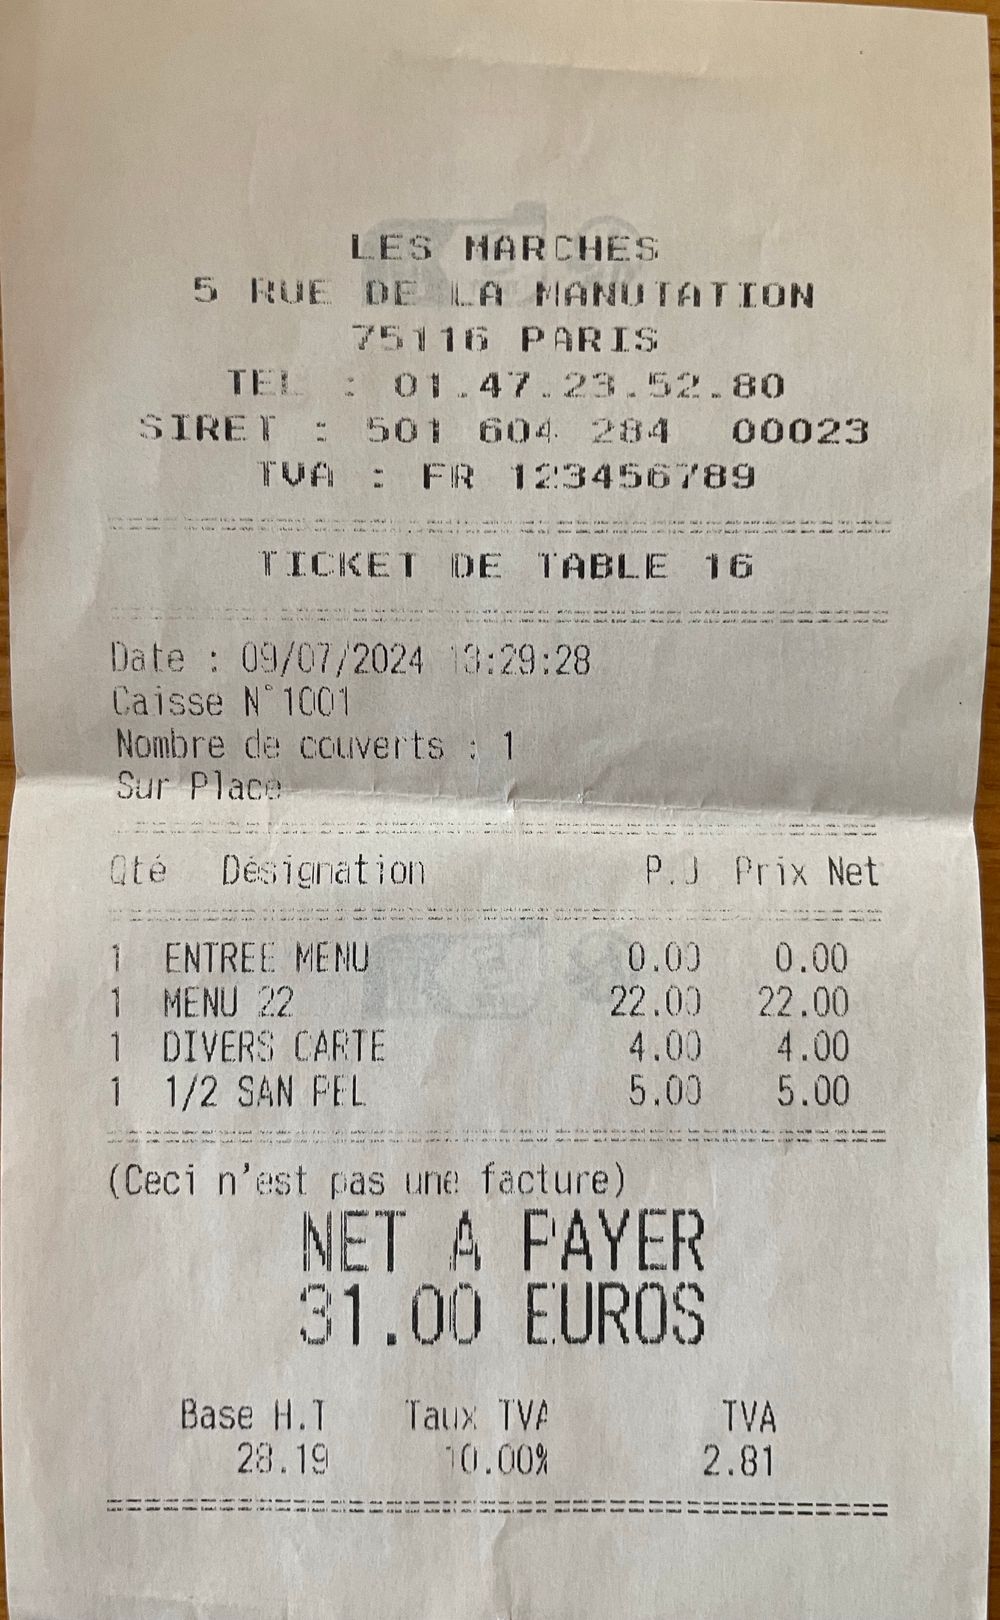 LES MARCHES
5 RUE DE LA MANUTATION
75116 PARIS
TEL : 01.47.23.52.80
SIRET : 501 604 284 00023
TVA : FR 123456789
TICKET DE TABLE 16
Date : 09/07/2024 13:29:28
Caisse N°1001
Nombre de couverts : 1
Sur Place
Qté Désignation P.U Prix Net
1 ENTREE MENU 0.00 0.00
1 MENU 22 22.00 22.00
1 DIVERS CARTE 4.00 4.00
1 1/2 SAN PEL 5.00 5.00
(Ceci n'est pas une facture)
NET A PAYER
31.00 EUROS
Base H.T Taux TVA TVA
28.19 10.00% 2.81